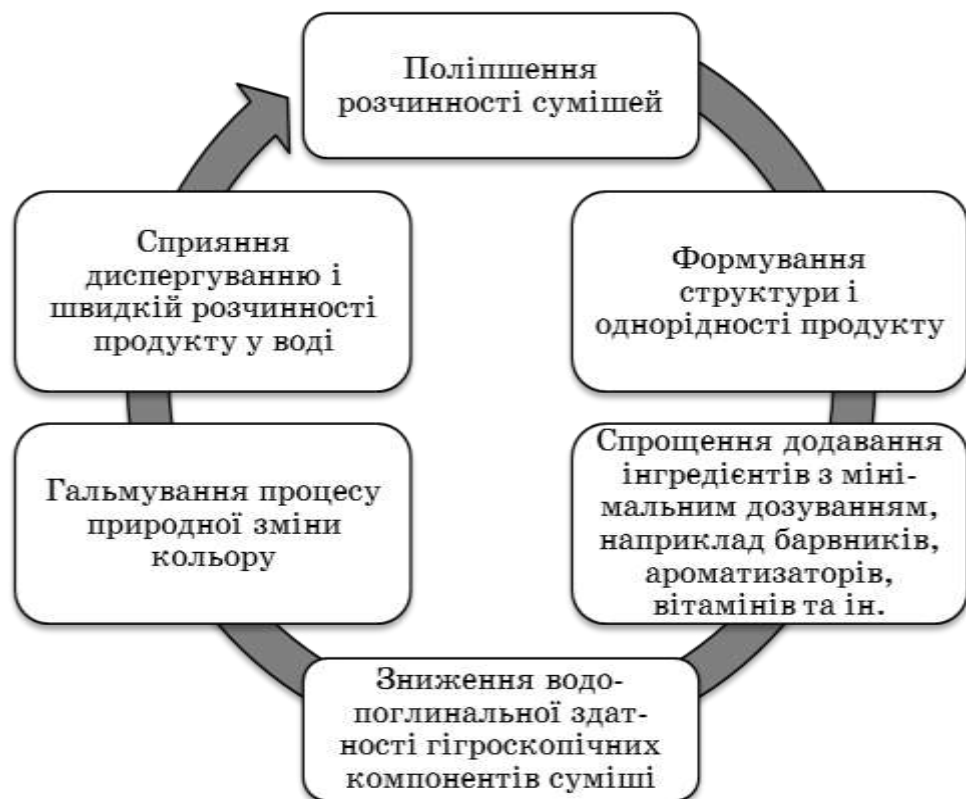 Поліпшення
розчинності сумішей
Формування
структури і
однорідності продукту
Спрощення додавання
інгредієнтів з міні-
мальним дозуванням,
наприклад барвників,
ароматизаторів,
вітамінів та ін.
Зниження водо-
поглинальної здат-
ності гігроскопічних
компонентів суміші
Гальмування процесу
природної зміни
кольору
Сприяння
диспергуванню і
швидкій розчинності
продукту у воді